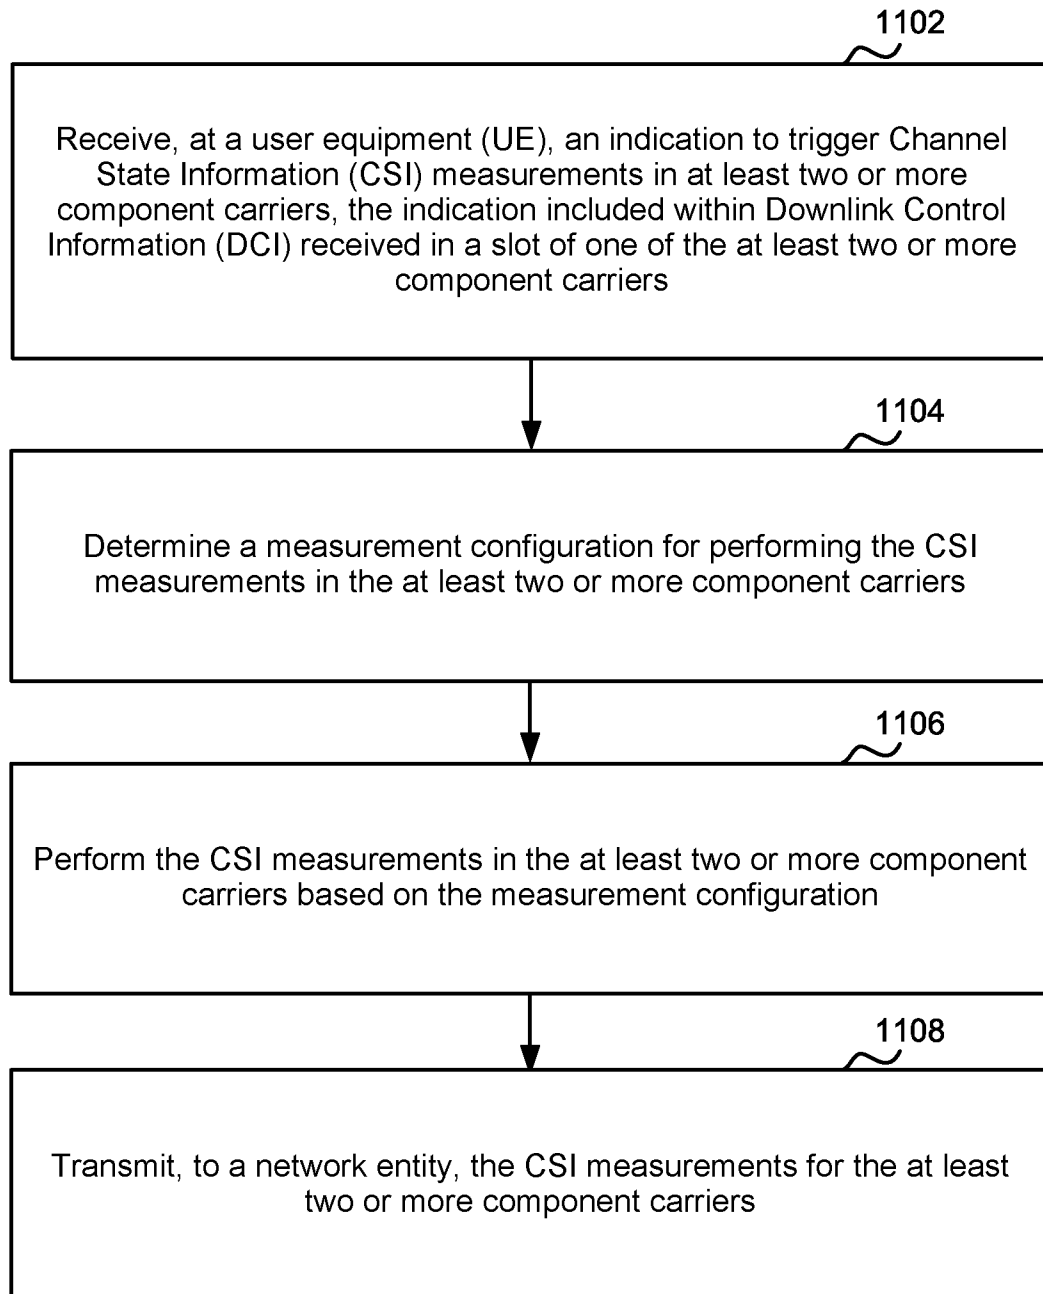 1102
Receive, at a user equipment (UE), an indication to trigger Channel
State Information (CSI) measurements in at least two or more
component carriers, the indication included within Downlink Control
Information (DCI) received in a slot of one of the at least two or more
component carriers
1104
Determine a measurement configuration for performing the CSI
measurements in the at least two or more component carriers
1106
Perform the CSI measurements in the at least two or more component
carriers based on the measurement configuration
1108
Transmit, to a network entity, the CSI measurements for the at least
two or more component carriers